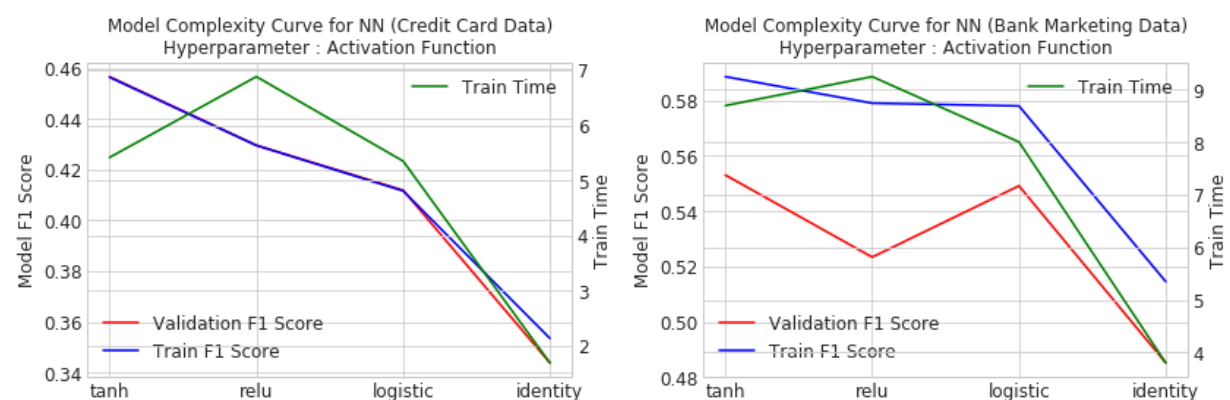 Model Complexity Curve for NN (Credit Card Data)
Hyperparameter : Activation Function
0.46
0.44
0.42
0.40
0.38
0.36
0.34
Model F1 Score
Train Time
Validation F1 Score
Train F1 Score
7
6
5
4
3
2
Train Time
tanh
relu
logistic
identity
Model Complexity Curve for NN (Bank Marketing Data)
Hyperparameter : Activation Function
0.58
0.56
0.54
0.52
0.50
0.48
Model F1 Score
Train Time
Validation F1 Score
Train F1 Score
9
8
7
6
5
4
Train Time
tanh
relu
logistic
identity